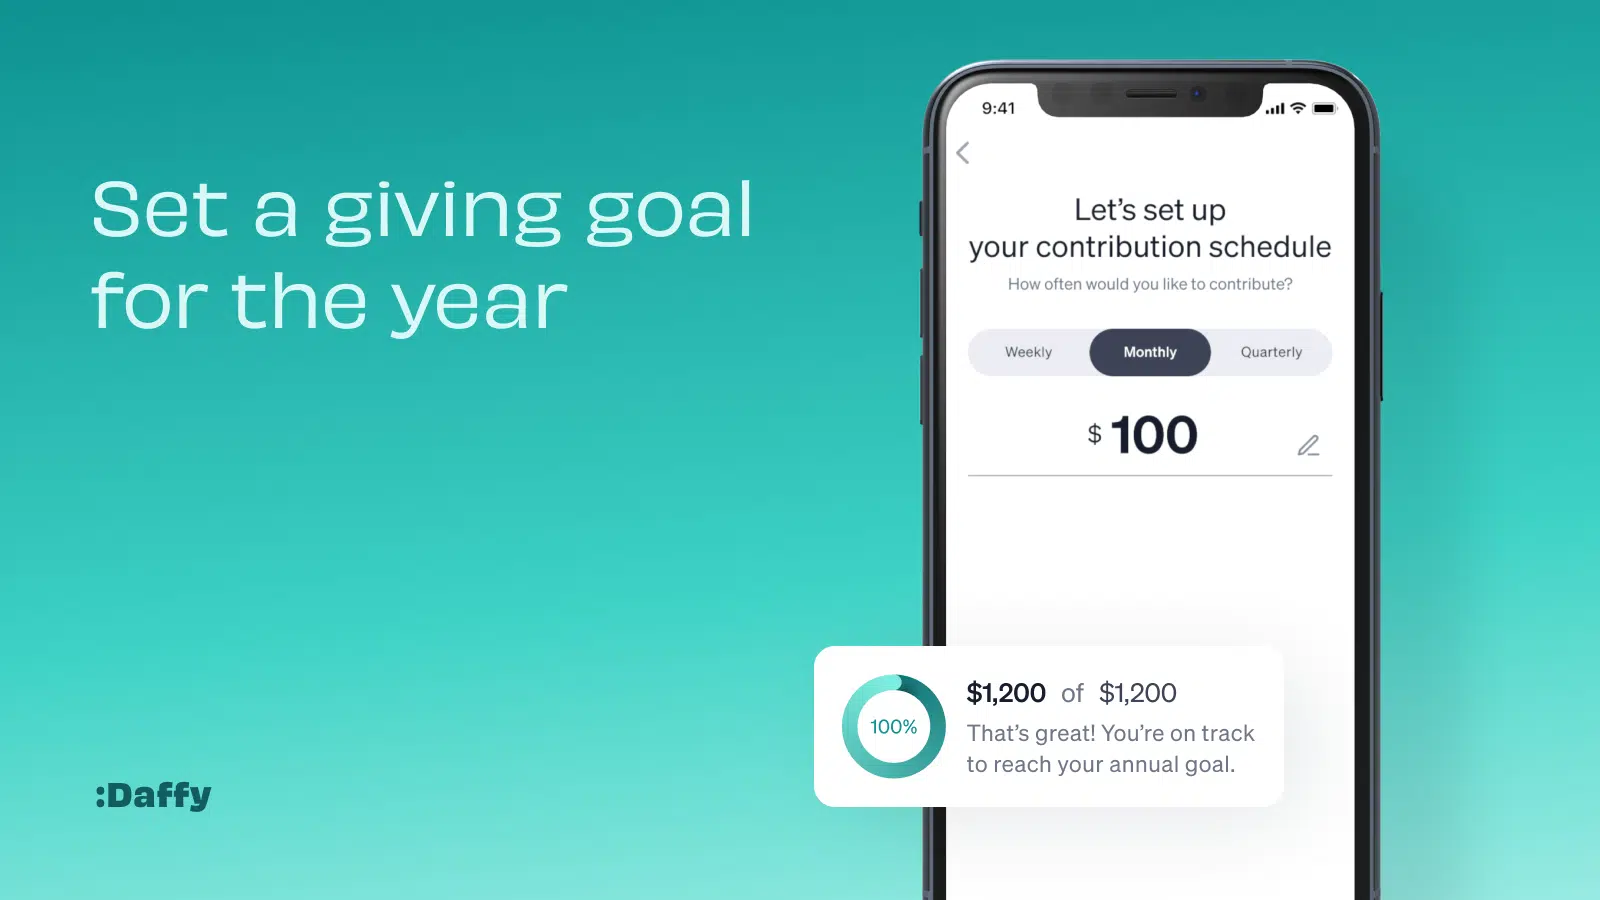 Set a giving goal
for the year
:Daffy
9:41
Let's set up
your contribution schedule
How often would you like to contribute?
Weekly Monthly Quarterly
$ 100
100%
$1,200 of $1,200
That's great! You're on track
to reach your annual goal.